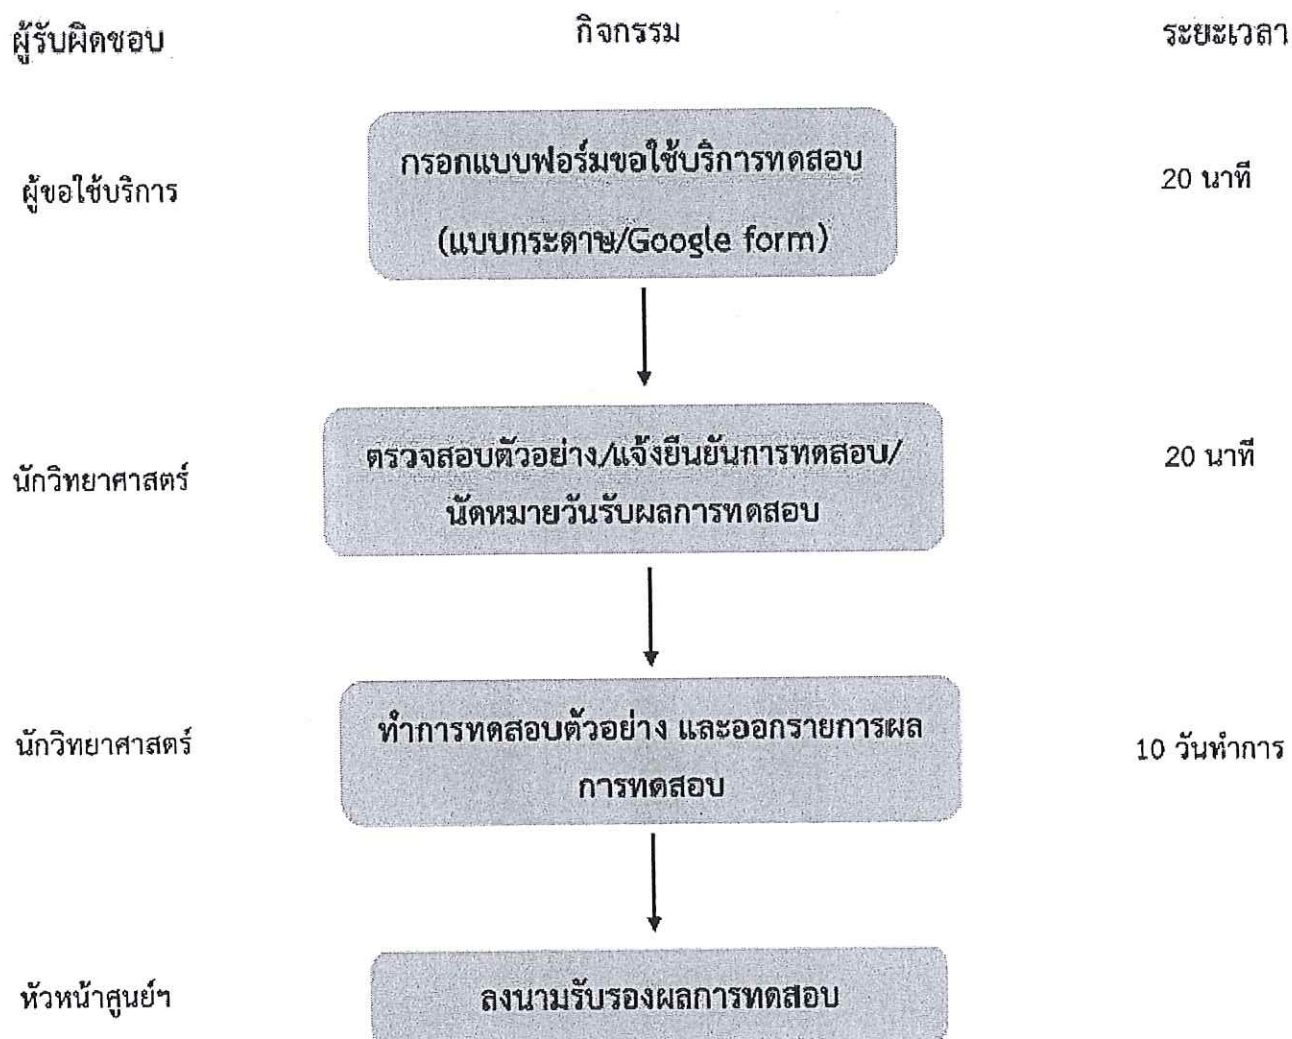 ผู้รับผิดชอบ กิจกรรม ระยะเวลา
กรอกแบบฟอร์มขอใช้บริการทดสอบ
ผู้ขอใช้บริการ 20 นาที
(แบบกระดาษ/Google form)
ตรวจสอบตัวอย่าง/แจ้งยืนยันการทดสอบ/ 20 นาที
นักวิทยาศาสตร์
นัดหมายวันรับผลการทดสอบ
ทำการทดสอบตัวอย่าง และออกรายการผล
นักวิทยาศาสตร์ 10 วันทำการ
การทดสอบ
หัวหน้าศูนย์ฯ ลงนามรับรองผลการทดสอบ